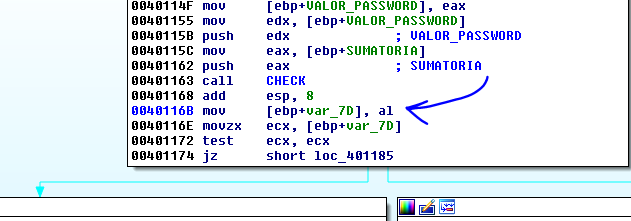 0040114F mov [ebp+VALOR_PASSWORD], eax
00401155 mov edx, [ebp+VALOR_PASSWORD]
0040115B push edx ; VALOR_PASSWORD
0040115C mov eax, [ebp+SUMATORIA]
00401162 push eax ; SUMATORIA
00401163 call CHECK
00401168 add esp, 8
0040116B mov [ebp+var_7D], al
0040116E movzx ecx, [ebp+var_7D]
00401172 test ecx, ecx
00401174 jz short loc_401185